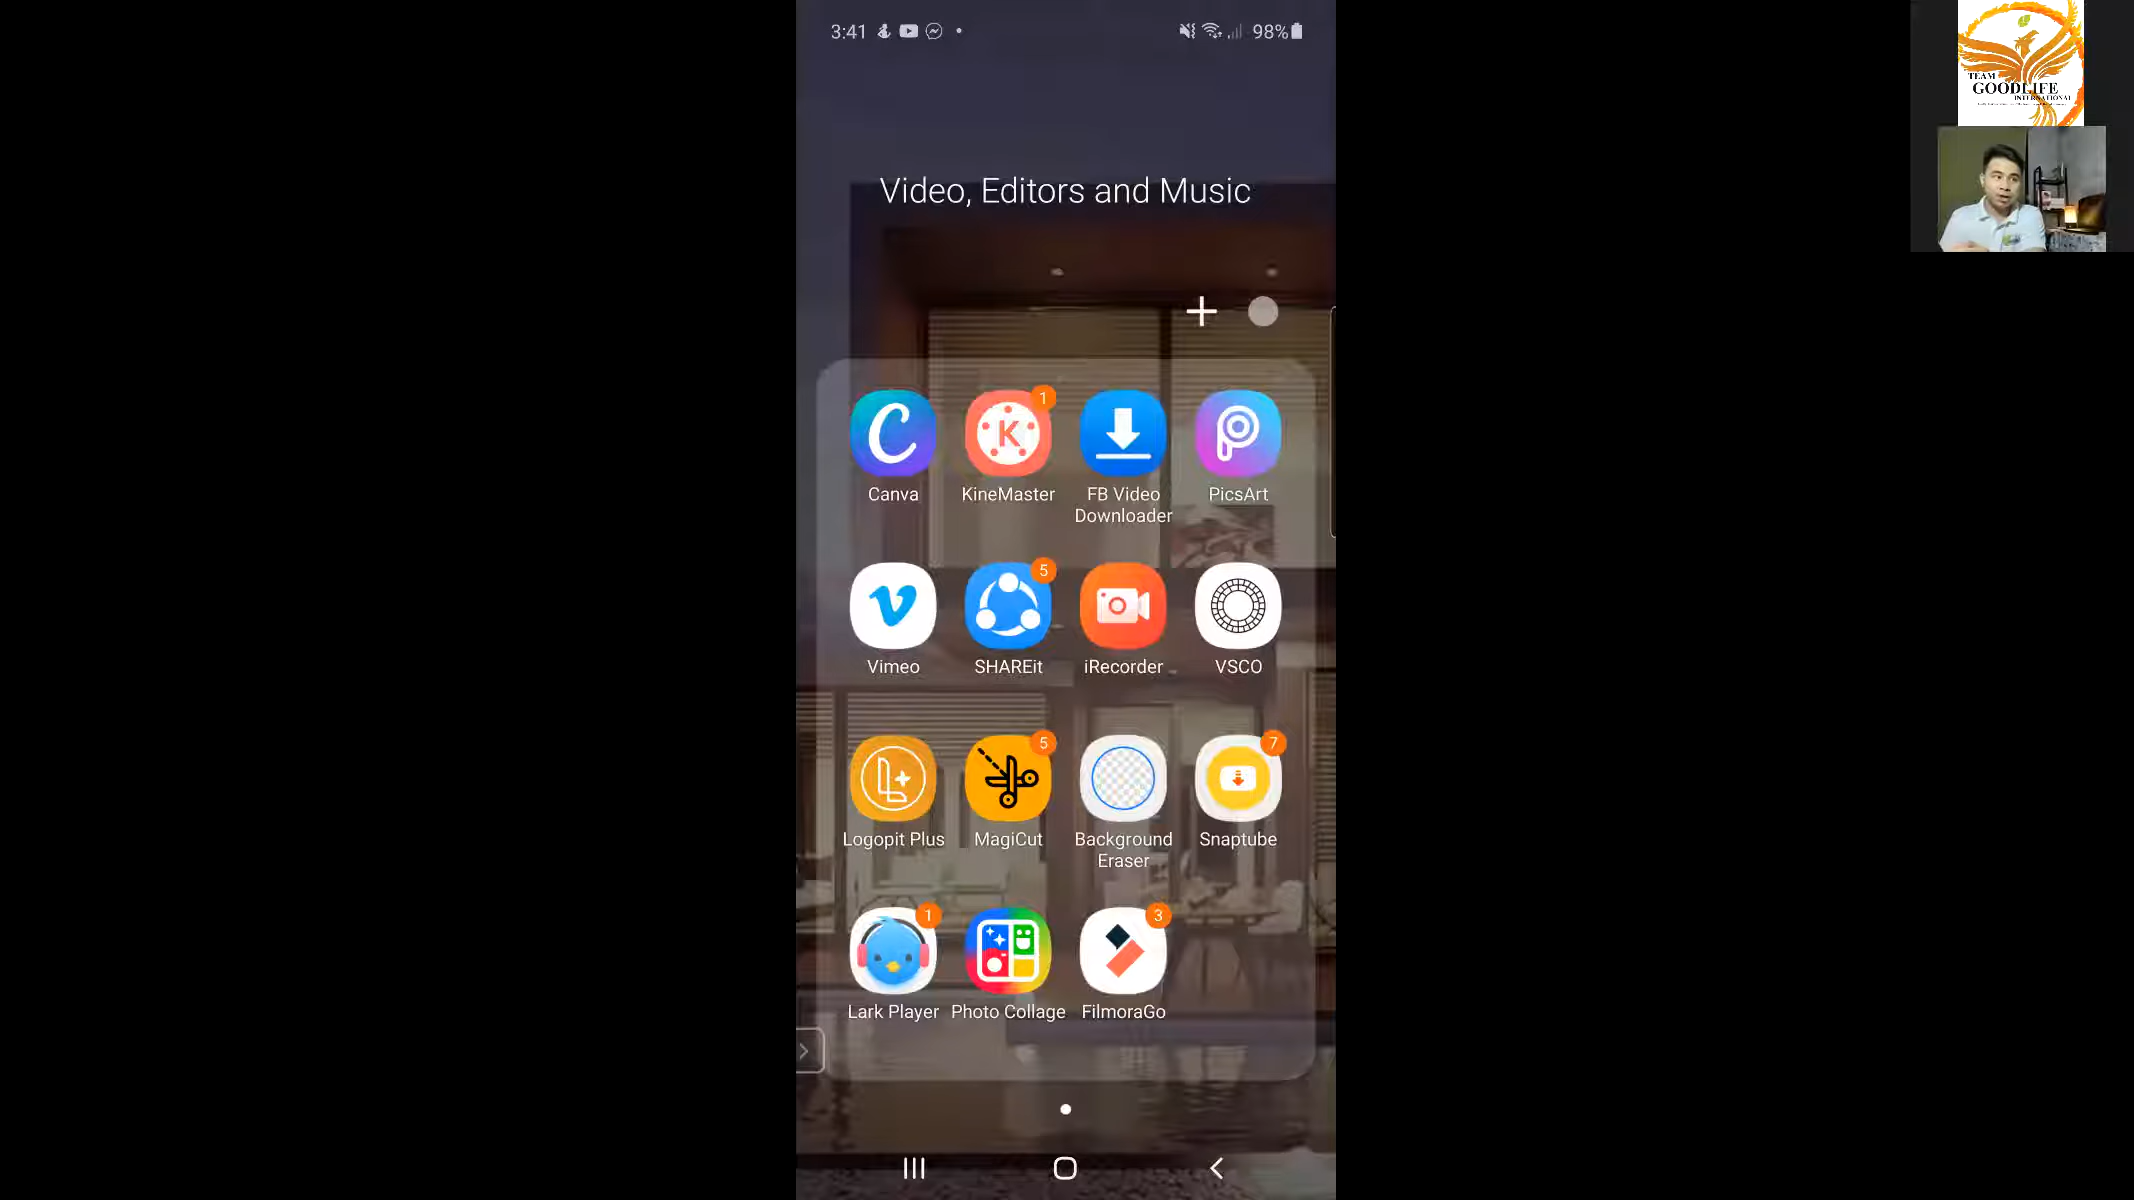 3:41
98%
TEAM
GOODLIFE
INTERNATIONAL
Video, Editors and Music
1
Canva
KineMaster
FB Video
Downloader
PicsArt
5
Vimeo
SHAREit
iRecorder
VSCO
5
7
Logopit Plus
MagiCut
Background
Eraser
Snaptube
1
3
Lark Player
Photo Collage
FilmoraGo